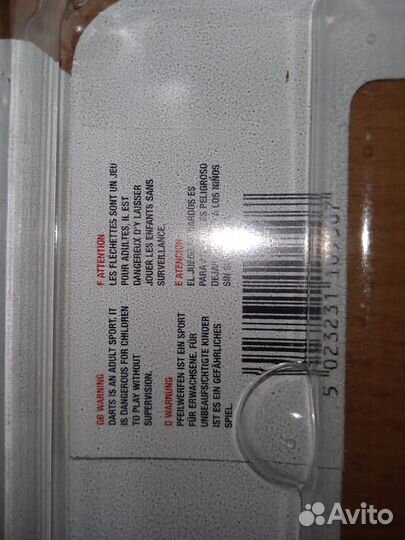 GB WARNING
DARTS IS AN ADULT SPORT. IT
IS DANGEROUS FOR CHILDREN
TO PLAY WITHOUT
SUPERVISION.
F ATTENTION
LES FLÉCHETTES SONT UN JEU
POUR ADULTES, IL EST
DANGEREUX D'Y LAISSER
JOUER LES ENFANTS SANS
SURVEILLANCE.
D WARNUNG
PFEILWERFEN IST EIN SPORT
FÜR ERWACHSENE. FÜR
UNBEAUFSICHTIGTE KINDER
IST ES EIN GEFÄHRLICHES
SPIEL.
E ATENCION
EL DARDOS ES
PARA PELIGROSO
LOS NIÑOS
SIN
5 023231
Avito